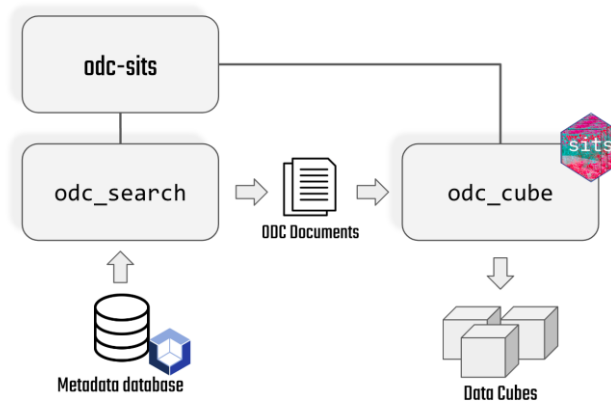 odc-sits
sits
odc_search
odc_cube
ODC Documents
Metadata database
Data Cubes